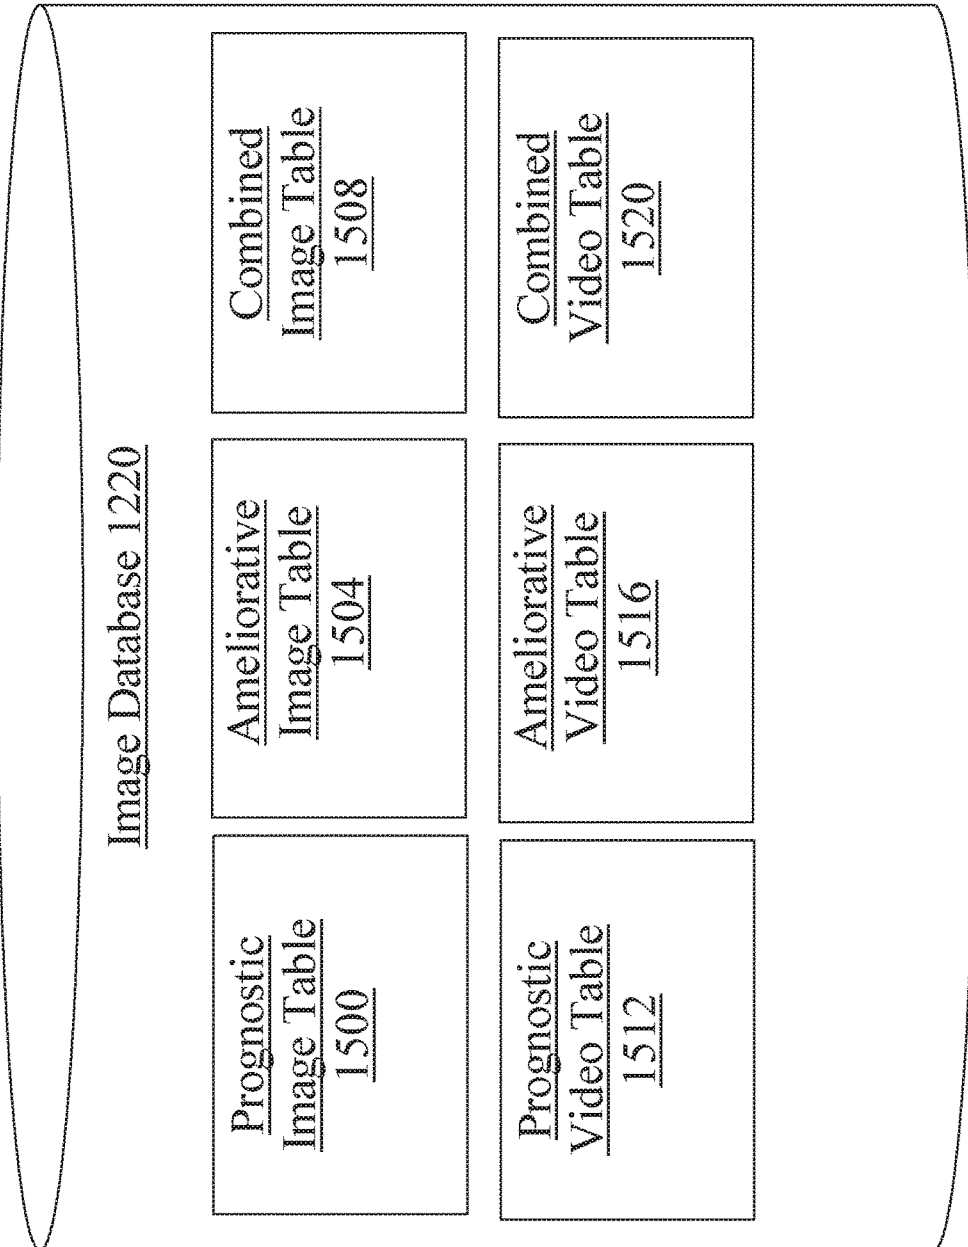 Image Database 1220
Prognostic
Image Table
1500
Ameliorative
Image Table
1504
Combined
Image Table
1508
Prognostic
Video Table
1512
Ameliorative
Video Table
1516
Combined
Video Table
1520